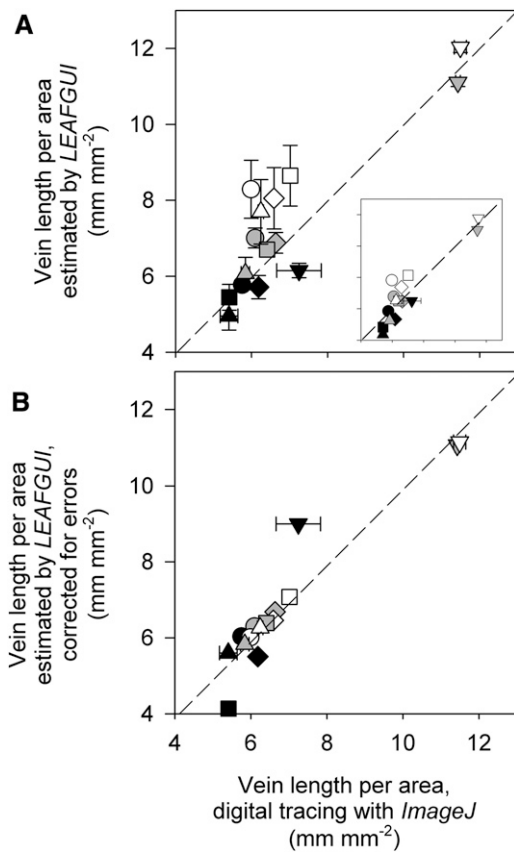 A
Vein length per area
estimated by LEAFGUI
(mm mm-2)
12
10
8
6
4
B
Vein length per area
estimated by LEAFGUI,
corrected for errors
(mm mm-2)
12
10
8
6
4
4 6 8 10 12
Vein length per area,
digital tracing with ImageJ
(mm mm-2)